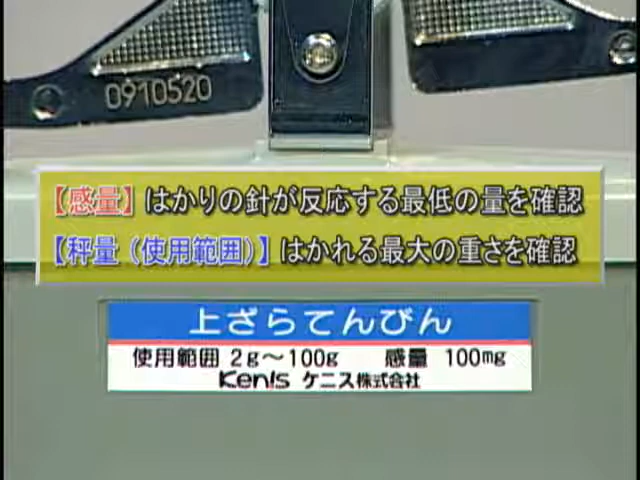 0910520
【感量】はかりの針が反応する最低の量を確認
【秤量（使用範囲）】はかれる最大の重さを確認
上ざらてんびん
使用範囲 2g～100g 感量 100mg
Kenis ケニス株式会社